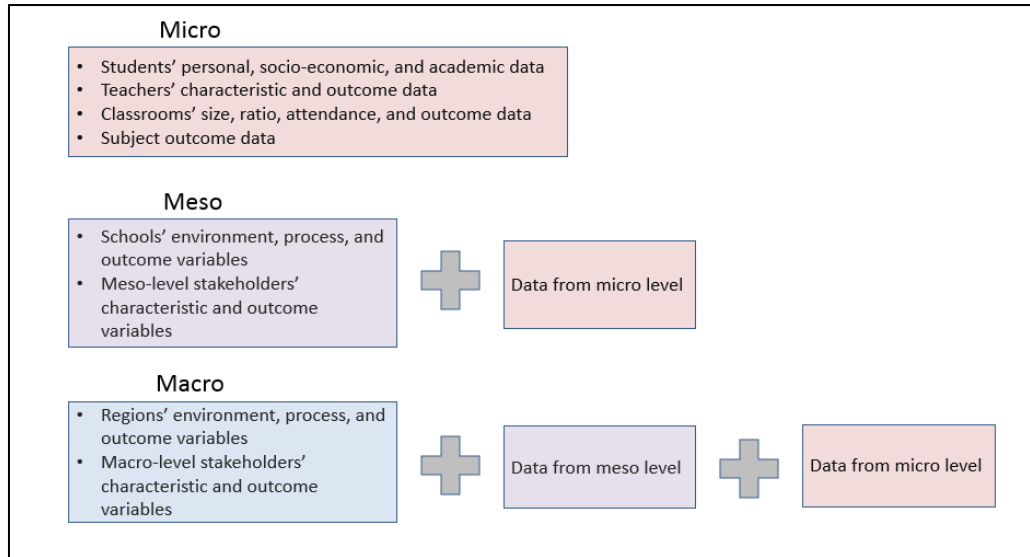 Micro
• Students’ personal, socio-economic, and academic data
• Teachers’ characteristic and outcome data
• Classrooms’ size, ratio, attendance, and outcome data
• Subject outcome data
Meso
• Schools’ environment, process, and
outcome variables
• Meso-level stakeholders’
characteristic and outcome
variables
Data from micro level
Macro
• Regions’ environment, process, and
outcome variables
• Macro-level stakeholders’
characteristic and outcome
variables
Data from meso level
Data from micro level